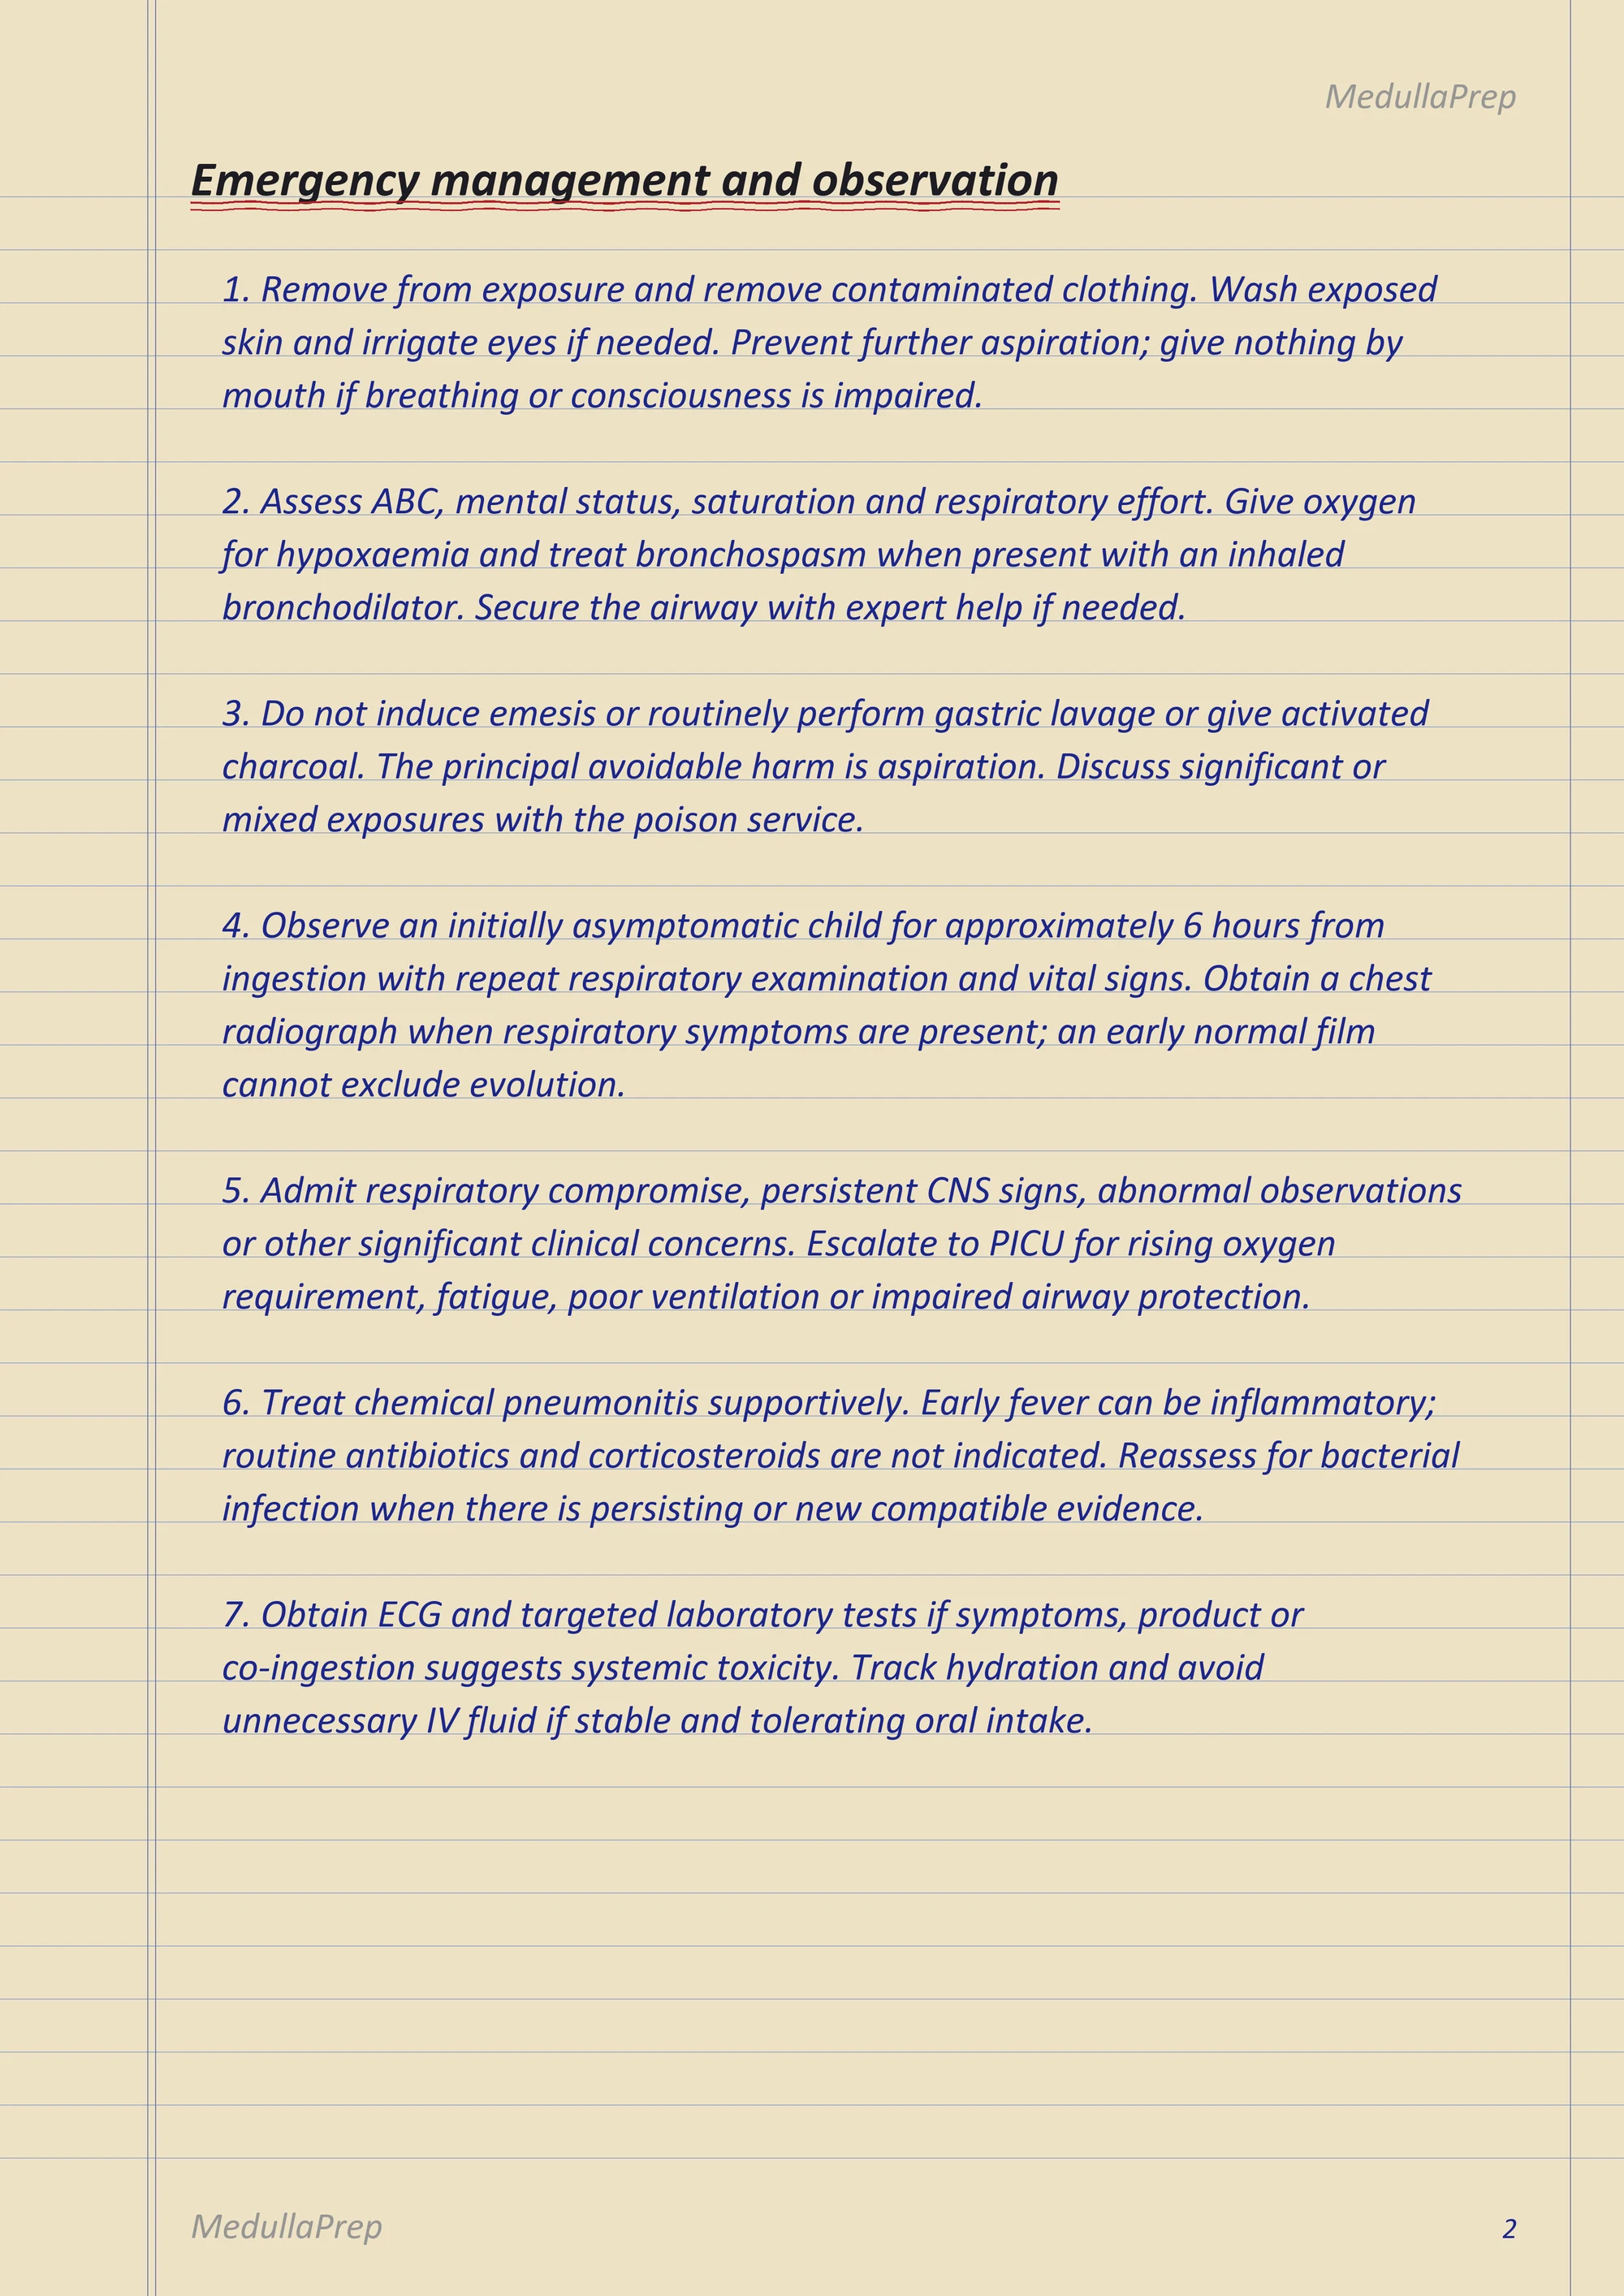 MedullaPrep
Emergency management and observation
1. Remove from exposure and remove contaminated clothing. Wash exposed
skin and irrigate eyes if needed. Prevent further aspiration; give nothing by
mouth if breathing or consciousness is impaired.
2. Assess ABC, mental status, saturation and respiratory effort. Give oxygen
for hypoxaemia and treat bronchospasm when present with an inhaled
bronchodilator. Secure the airway with expert help if needed.
3. Do not induce emesis or routinely perform gastric lavage or give activated
charcoal. The principal avoidable harm is aspiration. Discuss significant or
mixed exposures with the poison service.
4. Observe an initially asymptomatic child for approximately 6 hours from
ingestion with repeat respiratory examination and vital signs. Obtain a chest
radiograph when respiratory symptoms are present; an early normal film
cannot exclude evolution.
5. Admit respiratory compromise, persistent CNS signs, abnormal observations
or other significant clinical concerns. Escalate to PICU for rising oxygen
requirement, fatigue, poor ventilation or impaired airway protection.
6. Treat chemical pneumonitis supportively. Early fever can be inflammatory;
routine antibiotics and corticosteroids are not indicated. Reassess for bacterial
infection when there is persisting or new compatible evidence.
7. Obtain ECG and targeted laboratory tests if symptoms, product or
co-ingestion suggests systemic toxicity. Track hydration and avoid
unnecessary IV fluid if stable and tolerating oral intake.
MedullaPrep
2